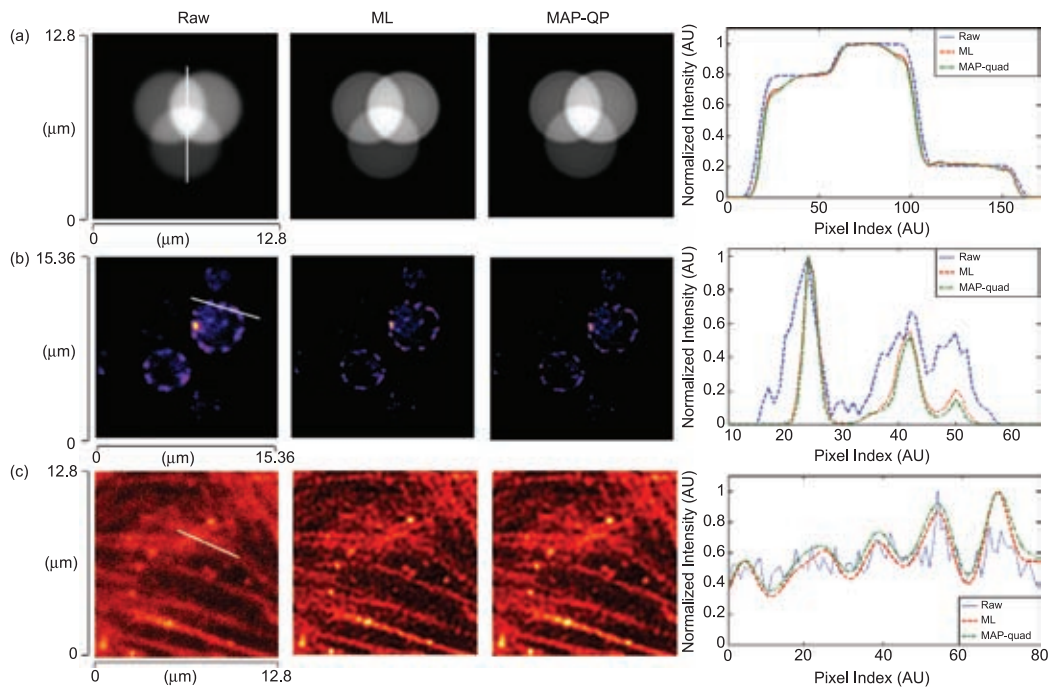 Raw ML MAP-QP
(a) 12.8
(μm)
0
0 (μm) 12.8
Normalized Intensity (AU)
1
0.8
0.6
0.4
0.2
0
0 50 100 150
Pixel Index (AU)
Raw
ML
MAP-quad
(b) 15.36
(μm)
0
0 (μm) 15.36
Normalized Intensity (AU)
1
0.8
0.6
0.4
0.2
0
10 20 30 40 50 60
Pixel Index (AU)
Raw
ML
MAP-quad
(c) 12.8
(μm)
0
0 (μm) 12.8
Normalized Intensity (AU)
1
0.8
0.6
0.4
0.2
0
0 20 40 60 80
Pixel Index (AU)
Raw
ML
MAP-quad